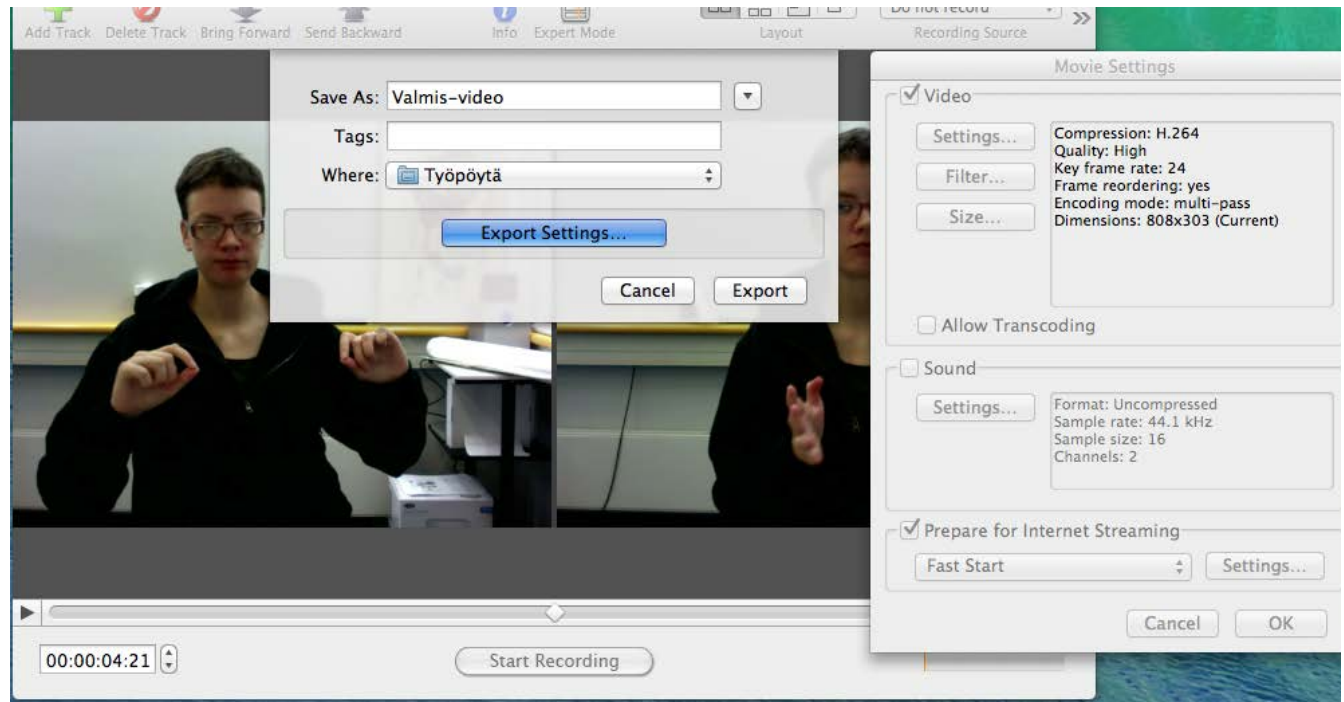 Add Track Delete Track Bring Forward Send Backward Info Expert Mode Layout Recording Source
Do not record
Save As: Valmis-video
Tags:
Where: Työpöytä
Export Settings...
Cancel Export
00:00:04:21 Start Recording
Movie Settings
Video
Settings...
Filter...
Size...
Compression: H.264
Quality: High
Key frame rate: 24
Frame reordering: yes
Encoding mode: multi-pass
Dimensions: 808x303 (Current)
Allow Transcoding
Sound
Settings...
Format: Uncompressed
Sample rate: 44.1 kHz
Sample size: 16
Channels: 2
Prepare for Internet Streaming
Fast Start Settings...
Cancel OK